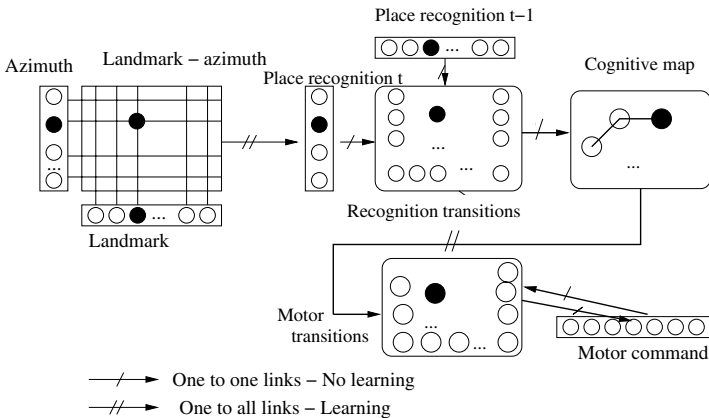 Place recognition t−1
...
Azimuth
Landmark − azimuth
Place recognition t
Cognitive map
...
...
...
...
...
...
Landmark
Recognition transitions
Motor
transitions
...
...
Motor command
One to one links − No learning
One to all links − Learning